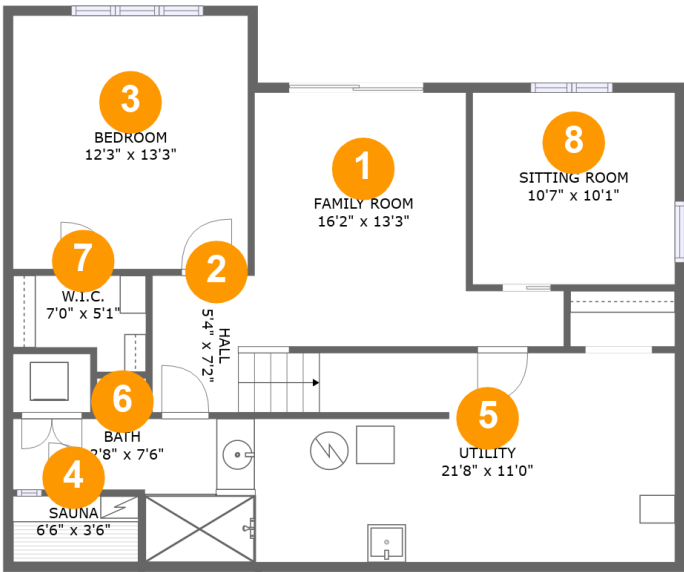 3
BEDROOM
12'3" x 13'3"
1
FAMILY ROOM
16'2" x 13'3"
8
SITTING ROOM
10'7" x 10'1"
7
W.I.C.
7'0" x 5'1"
2
HALL
5'4" x 7'2"
6
BATH
8" x 7'6"
5
UTILITY
21'8" x 11'0"
4
SAUNA
6'6" x 3'6"